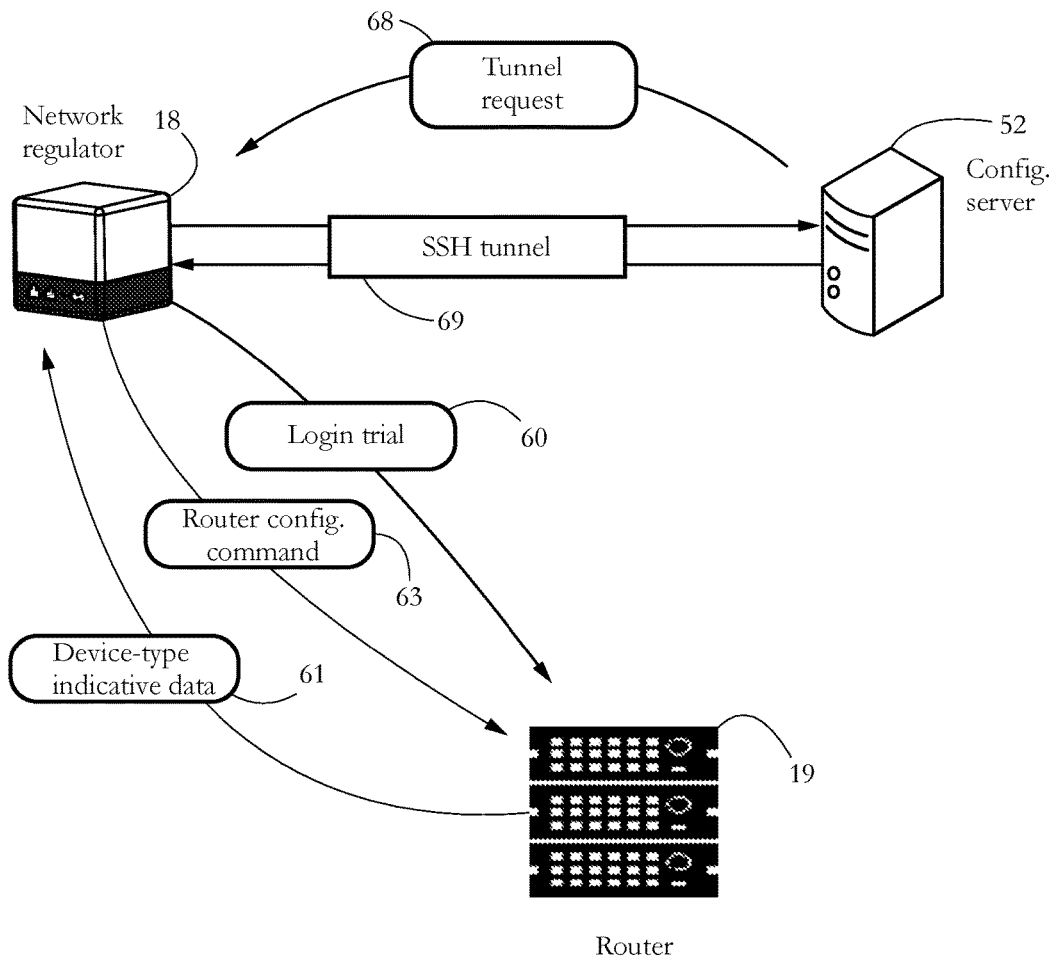 68
Tunnel
request
Network
regulator
18
52
Config.
server
SSH tunnel
69
Login trial
60
Router config.
command
63
Device-type
indicative data
61
19
Router